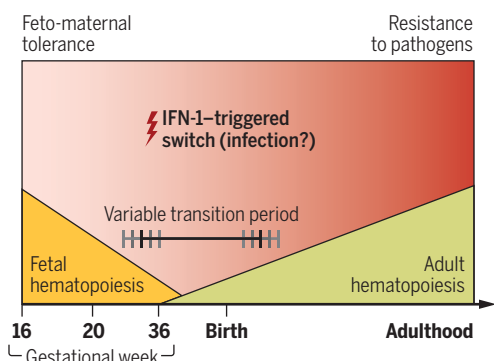 Feto-maternal
tolerance
Resistance
to pathogens
IFN-1–triggered
switch (infection?)
Variable transition period
Fetal
hematopoiesis
Adult
hematopoiesis
16 20 36 Birth Adulthood
Gestational week